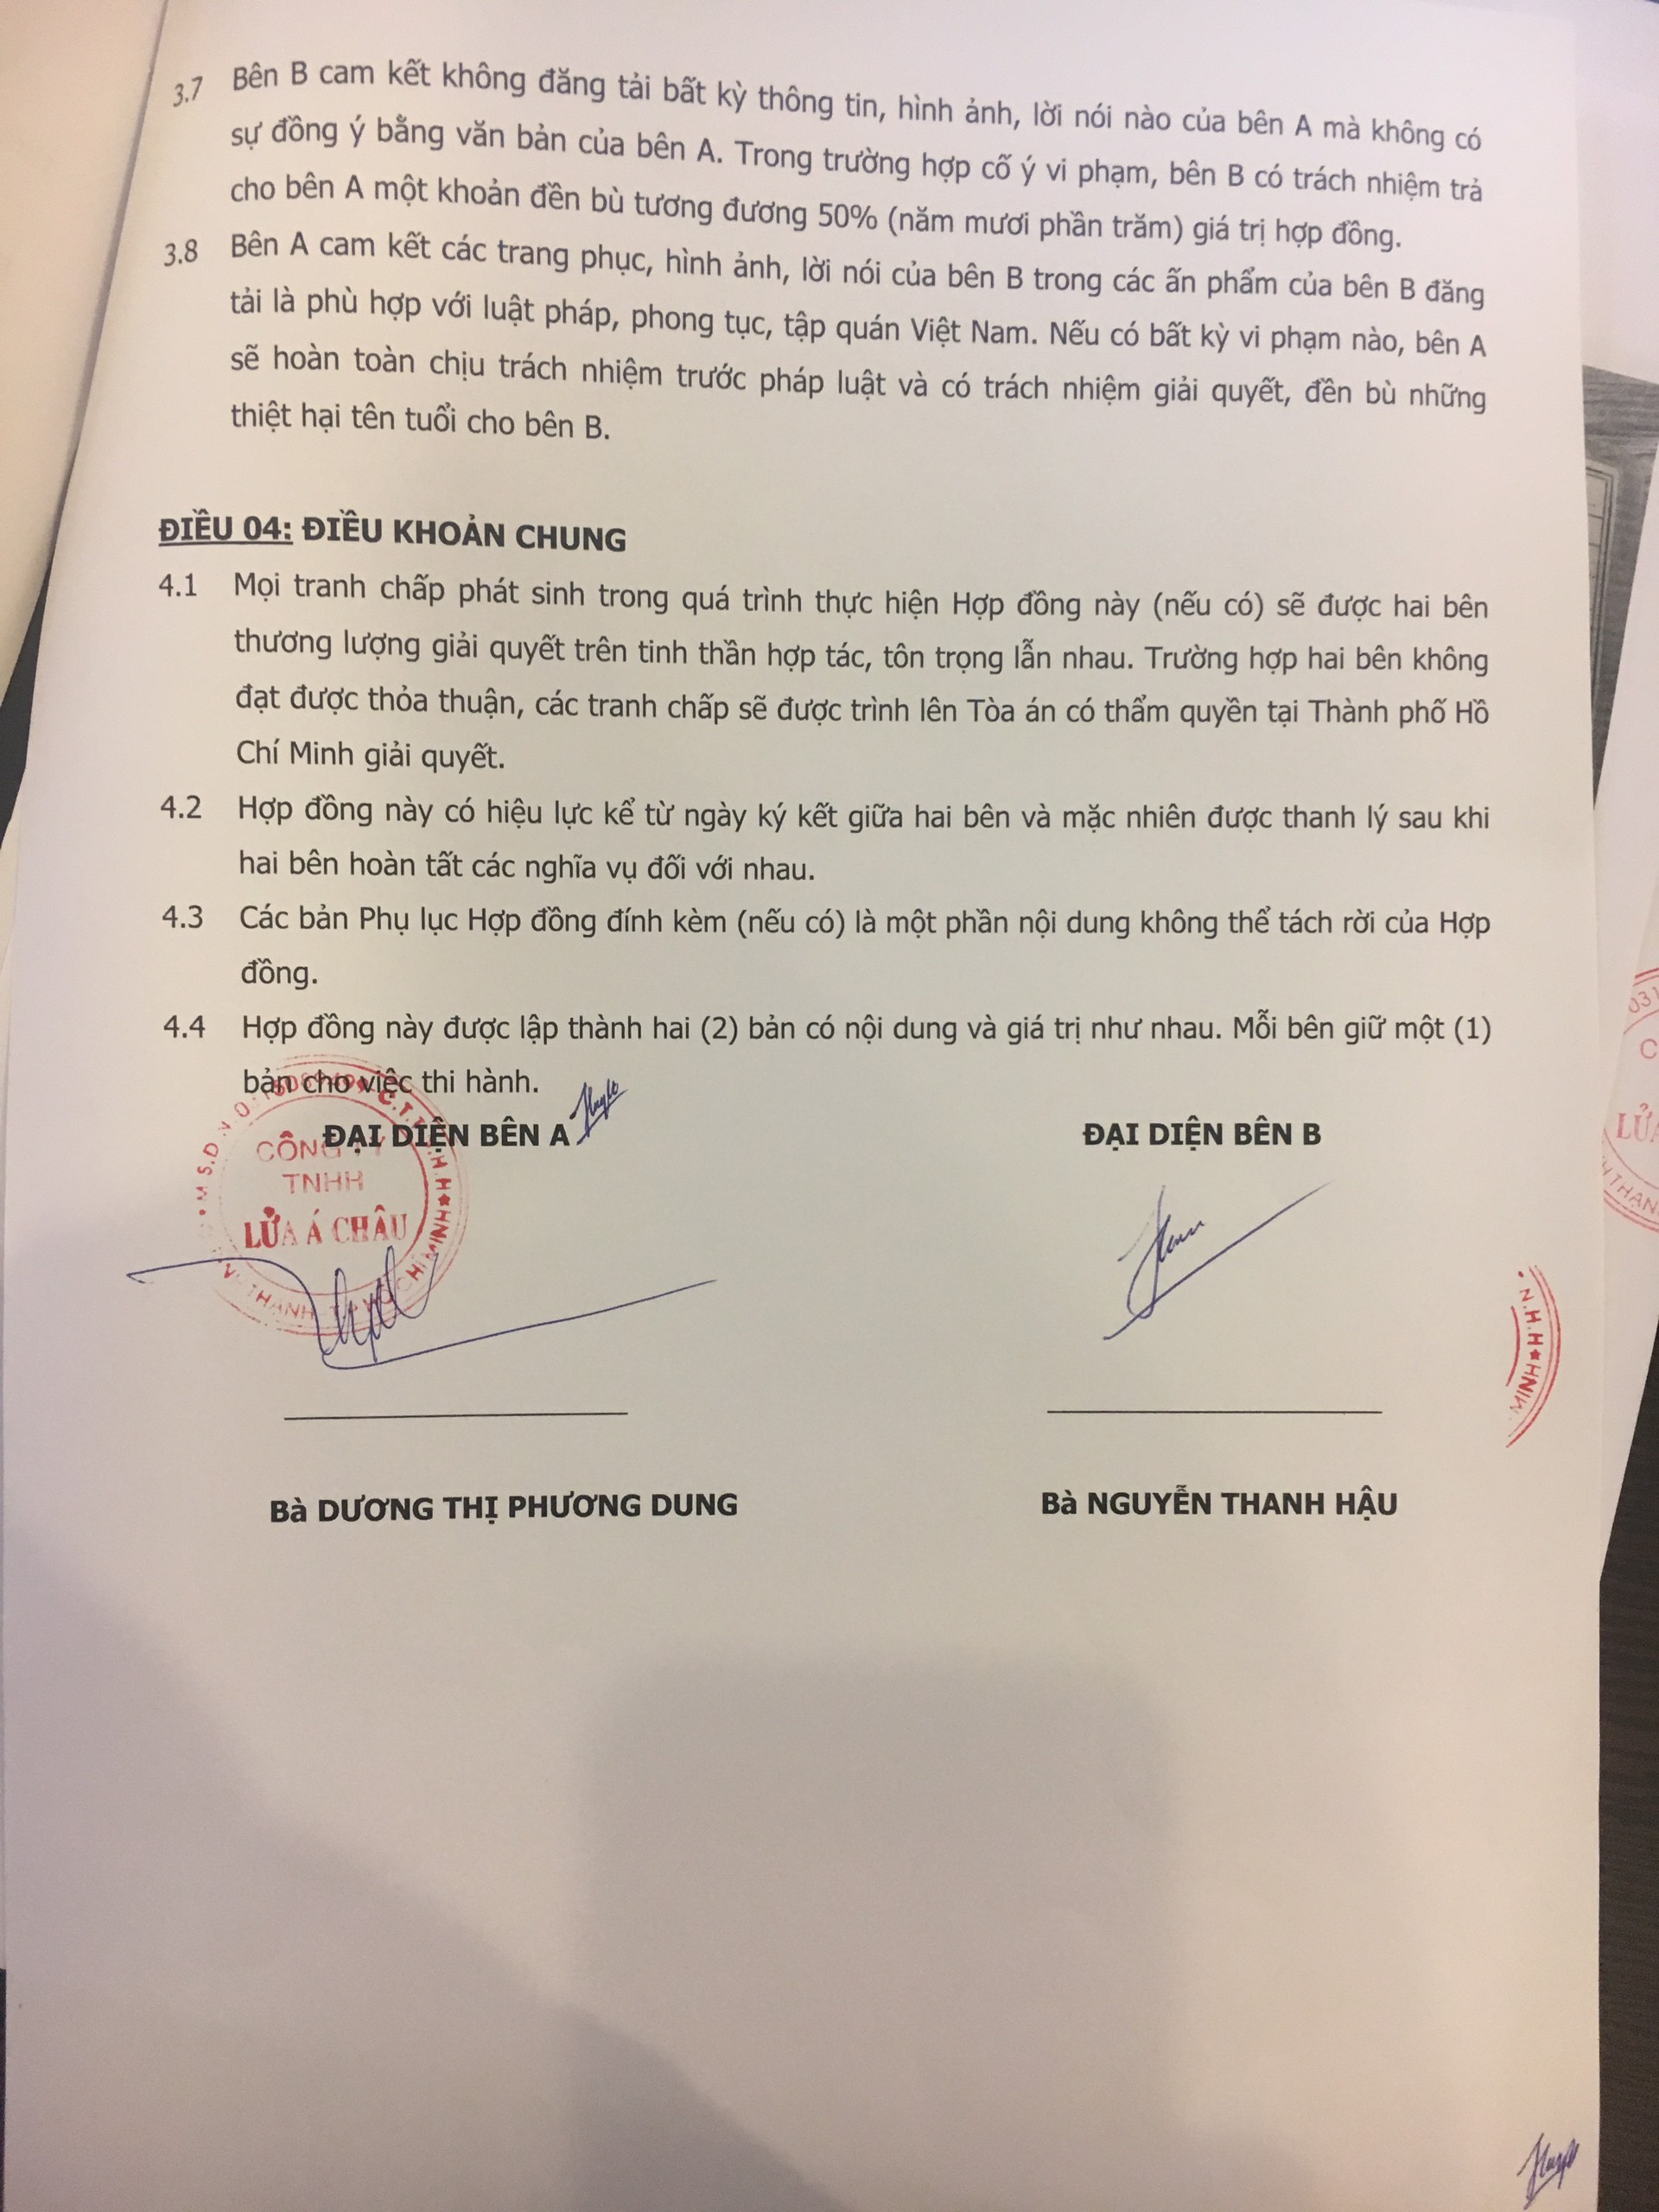 3.7 Bên B cam kết không đăng tải bất kỳ thông tin, hình ảnh, lời nói nào của bên A mà không có
sự đồng ý bằng văn bản của bên A. Trong trường hợp cố ý vi phạm, bên B có trách nhiệm trả
cho bên A một khoản đền bù tương đương 50% (năm mươi phần trăm) giá trị hợp đồng.
3.8 Bên A cam kết các trang phục, hình ảnh, lời nói của bên B trong các ấn phẩm của bên B đăng
tải là phù hợp với luật pháp, phong tục, tập quán Việt Nam. Nếu có bất kỳ vi phạm nào, bên A
sẽ hoàn toàn chịu trách nhiệm trước pháp luật và có trách nhiệm giải quyết, đền bù những
thiệt hại tên tuổi cho bên B.
ĐIỀU 04: ĐIỀU KHOẢN CHUNG
4.1 Mọi tranh chấp phát sinh trong quá trình thực hiện Hợp đồng này (nếu có) sẽ được hai bên
thương lượng giải quyết trên tinh thần hợp tác, tôn trọng lẫn nhau. Trường hợp hai bên không
đạt được thỏa thuận, các tranh chấp sẽ được trình lên Tòa án có thẩm quyền tại Thành phố Hồ
Chí Minh giải quyết.
4.2 Hợp đồng này có hiệu lực kể từ ngày ký kết giữa hai bên và mặc nhiên được thanh lý sau khi
hai bên hoàn tất các nghĩa vụ đối với nhau.
4.3 Các bản Phụ lục Hợp đồng đính kèm (nếu có) là một phần nội dung không thể tách rời của Hợp
đồng.
4.4 Hợp đồng này được lập thành hai (2) bản có nội dung và giá trị như nhau. Mỗi bên giữ một (1)
bản cho việc thi hành.
ĐẠI DIỆN BÊN A
ĐẠI DIỆN BÊN B
CÔNG TY
TNHH
LỬA Á CHÂU
N.H.H★
MINH
Bà DƯƠNG THỊ PHƯƠNG DUNG
Bà NGUYỄN THANH HẬU